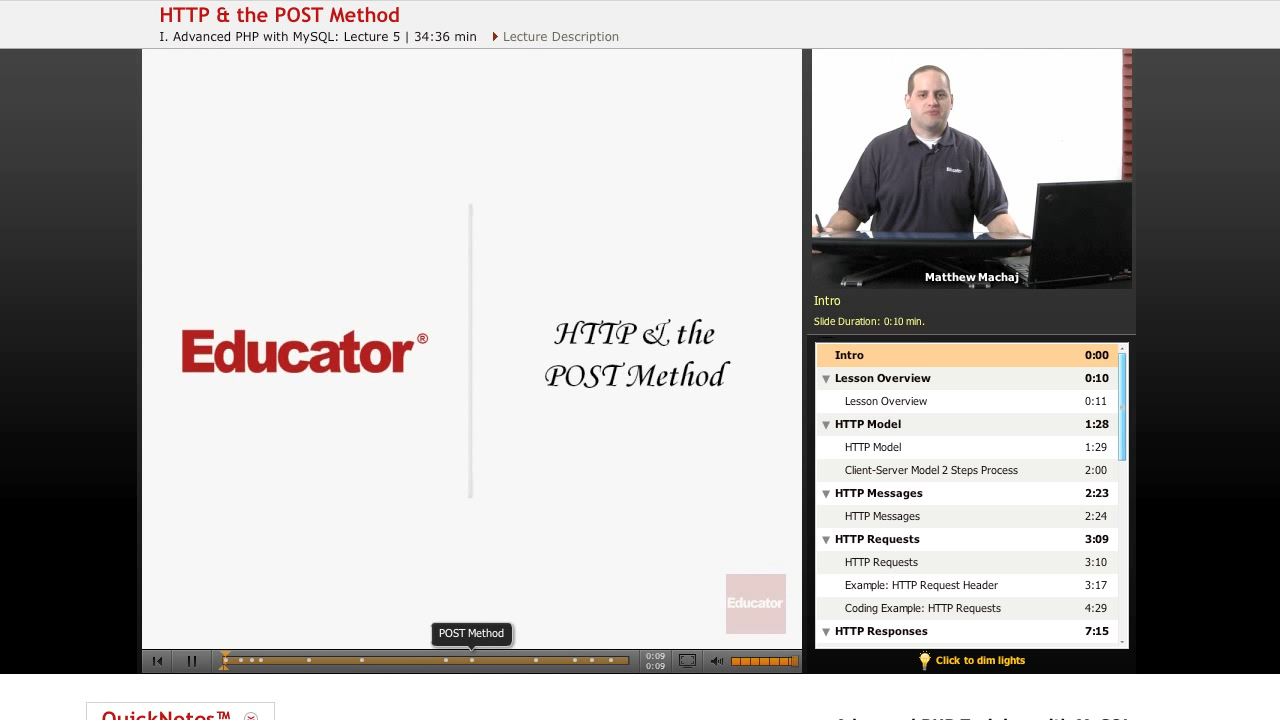 HTTP & the POST Method
I. Advanced PHP with MySQL: Lecture 5 | 34:36 min
Lecture Description
Educator®
HTTP & the
POST Method
Educator
POST Method
0:09
0:09
Educator
Matthew Machaj
Intro
Slide Duration: 0:10 min.
Intro 0:00
Lesson Overview 0:10
Lesson Overview 0:11
HTTP Model 1:28
HTTP Model 1:29
Client-Server Model 2 Steps Process 2:00
HTTP Messages 2:23
HTTP Messages 2:24
HTTP Requests 3:09
HTTP Requests 3:10
Example: HTTP Request Header 3:17
Coding Example: HTTP Requests 4:29
HTTP Responses 7:15
Click to dim lights
QuickNotes™